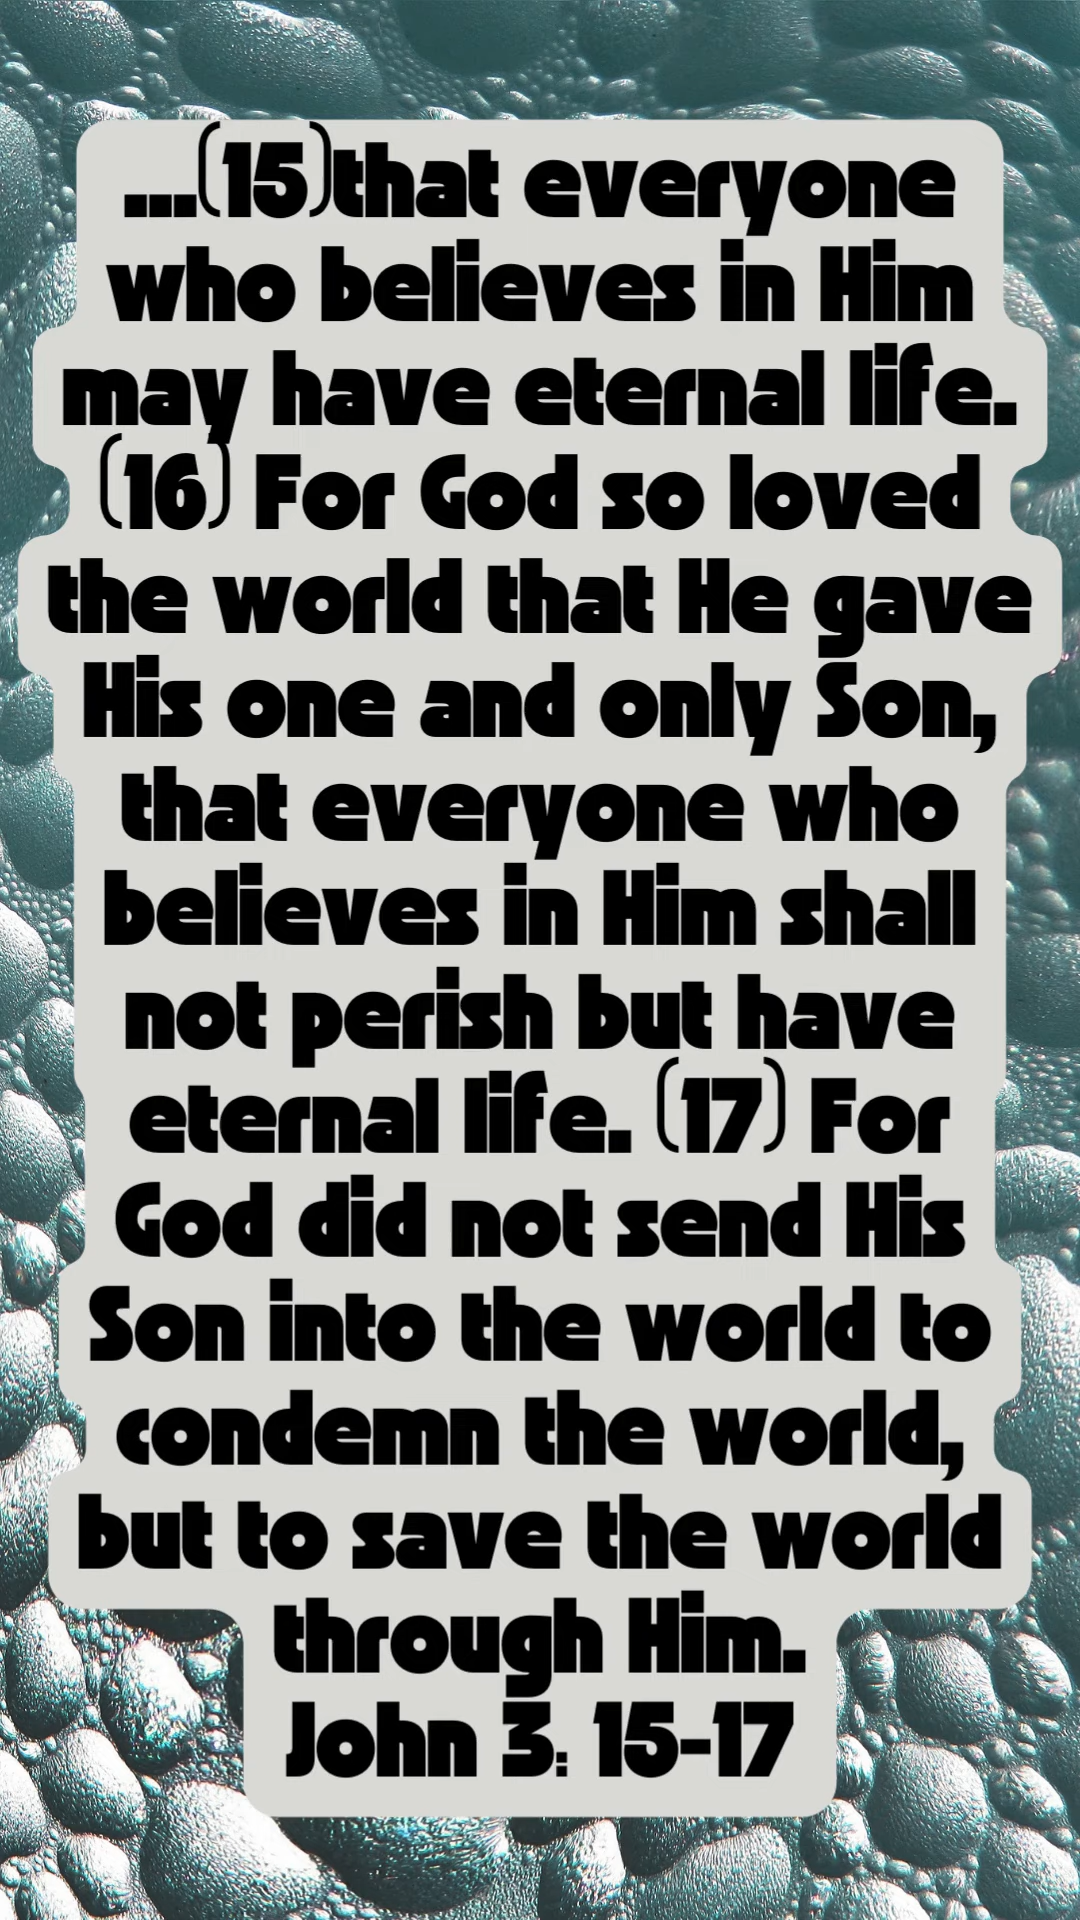 ...(15)that everyone
who believes in Him
may have eternal life.
(16) For God so loved
the world that He gave
His one and only Son,
that everyone who
believes in Him shall
not perish but have
eternal life. (17) For
God did not send His
Son into the world to
condemn the world,
but to save the world
through Him.
John 3: 15-17